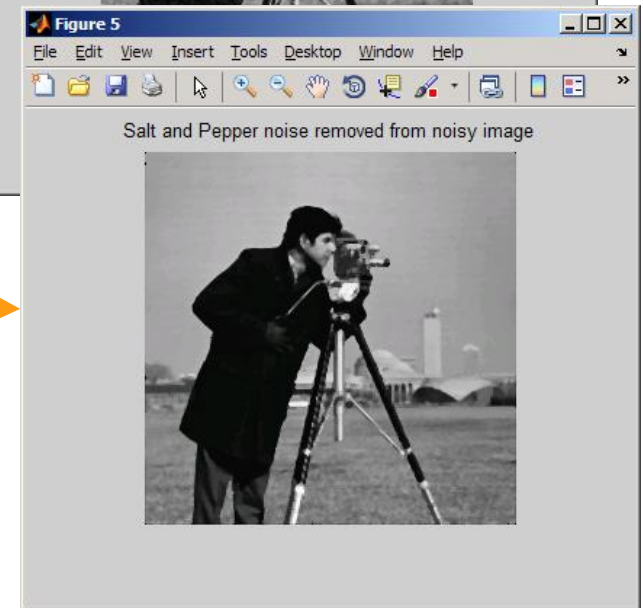 Figure 5
File Edit View Insert Tools Desktop Window Help
Salt and Pepper noise removed from noisy image